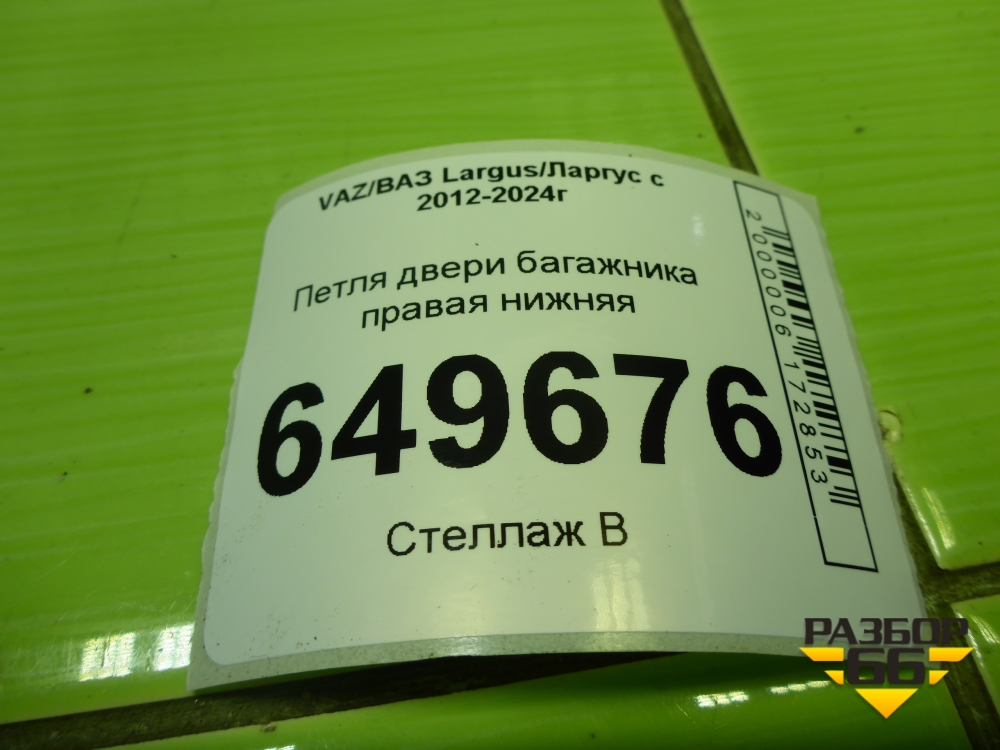 VAZ/ВАЗ Largus/Ларгус с
2012-2024г
Петля двери багажника
правая нижняя
649676
Стеллаж В
2000006172853
РАЗБОР
66